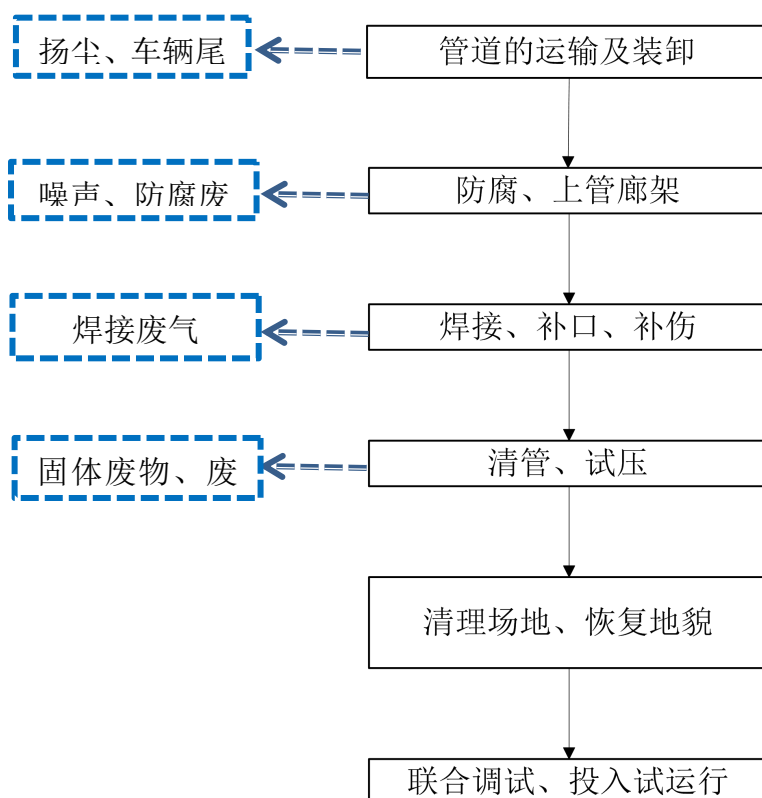 扬尘、车辆尾
管道的运输及装卸
噪声、防腐废
防腐、上管廊架
焊接废气
焊接、补口、补伤
固体废物、废
清管、试压
清理场地、恢复地貌
联合调试、投入试运行